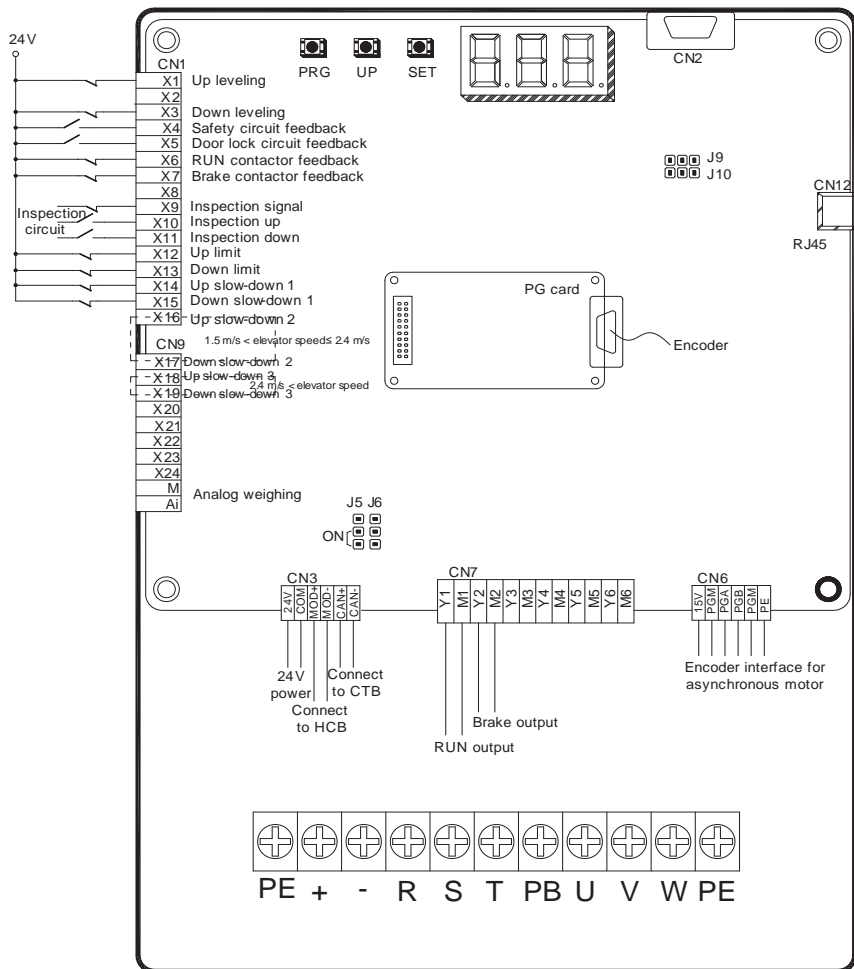 24V
CN1
PRG UP SET
CN2
X1 Up leveling
X2
X3 Down leveling
X4 Safety circuit feedback
X5 Door lock circuit feedback
X6 RUN contactor feedback
X7 Brake contactor feedback
X8
X9 Inspection signal
X10 Inspection up
X11 Inspection down
Inspection
circuit
X12 Up limit
X13 Down limit
X14 Up slow-down 1
X15 Down slow-down 1
X16 Up slow-down 2
1.5 m/s < elevator speed≤ 2.4 m/s
CN9
X17 Down slow-down 2
X18 Up slow-down 3
2.4 m/s < elevator speed
X19 Down slow-down 3
X20
X21
X22
X23
X24
M
Ai
Analog weighing
J9
J10
CN12
RJ45
PG card
Encoder
J5 J6
ON
CN3
24V COM MOD+ MOD- CAN+ CAN-
24V
power
Connect
to HCB
Connect
to CTB
CN7
Y1 M1 Y2 M2 Y3 M3 Y4 M4 Y5 M5 Y6 M6
Brake output
RUN output
CN6
15V PGM PGA PGB PGM PE
Encoder interface for
asynchronous motor
PE + - R S T PB U V W PE